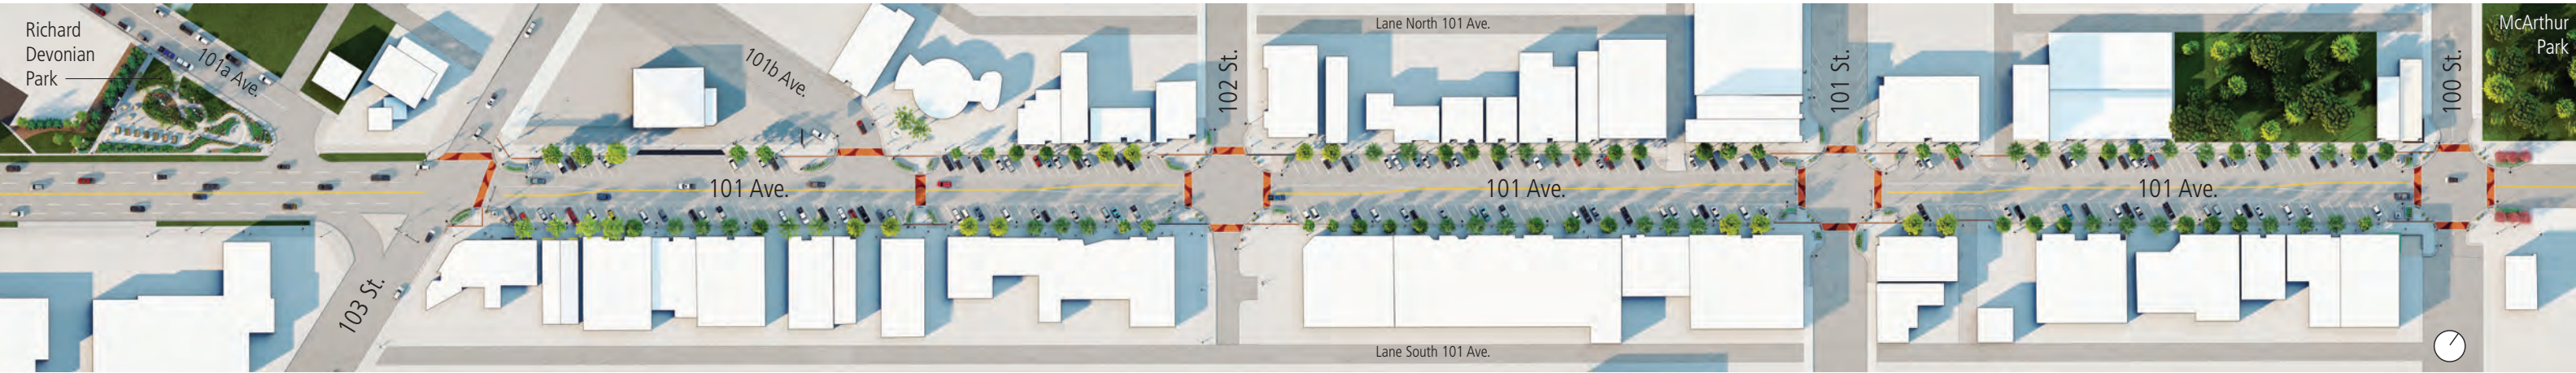 Richard
Devonian
Park
101a Ave.
101b Ave.
Lane North 101 Ave.
102 St.
101 St.
100 St.
McArthur
Park
101 Ave.
101 Ave.
101 Ave.
103 St.
Lane South 101 Ave.